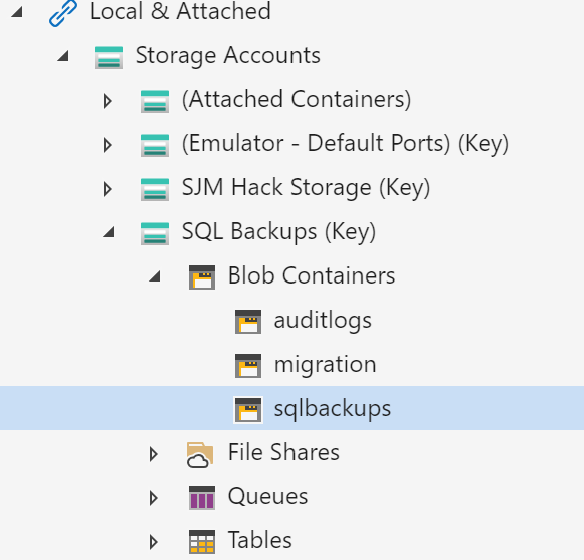 Local & Attached
Storage Accounts
(Attached Containers)
(Emulator - Default Ports) (Key)
SJM Hack Storage (Key)
SQL Backups (Key)
Blob Containers
auditlogs
migration
sqlbackups
File Shares
Queues
Tables